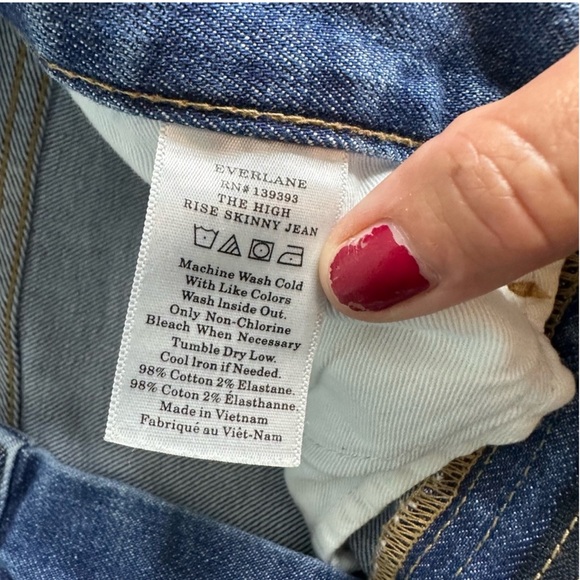 EVERLANE
RN# 139393
THE HIGH
RISE SKINNY JEAN
Machine Wash Cold
With Like Colors
Wash Inside Out.
Only Non-Chlorine
Bleach When Necessary
Tumble Dry Low.
Cool Iron if Needed.
98% Cotton 2% Elastane.
98% Cotton 2% Élasthanne.
Made in Vietnam
Fabriqué au Viêt-Nam